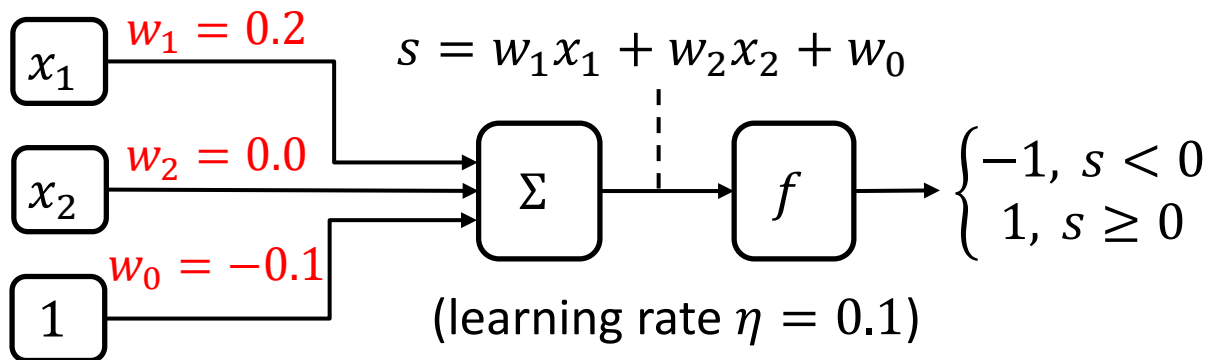 w₁ = 0.2
x₁
s = w₁x₁ + w₂x₂ + w₀
w₂ = 0.0
x₂
Σ
f
−1, s < 0
1, s ≥ 0
w₀ = −0.1
1
(learning rate η = 0.1)